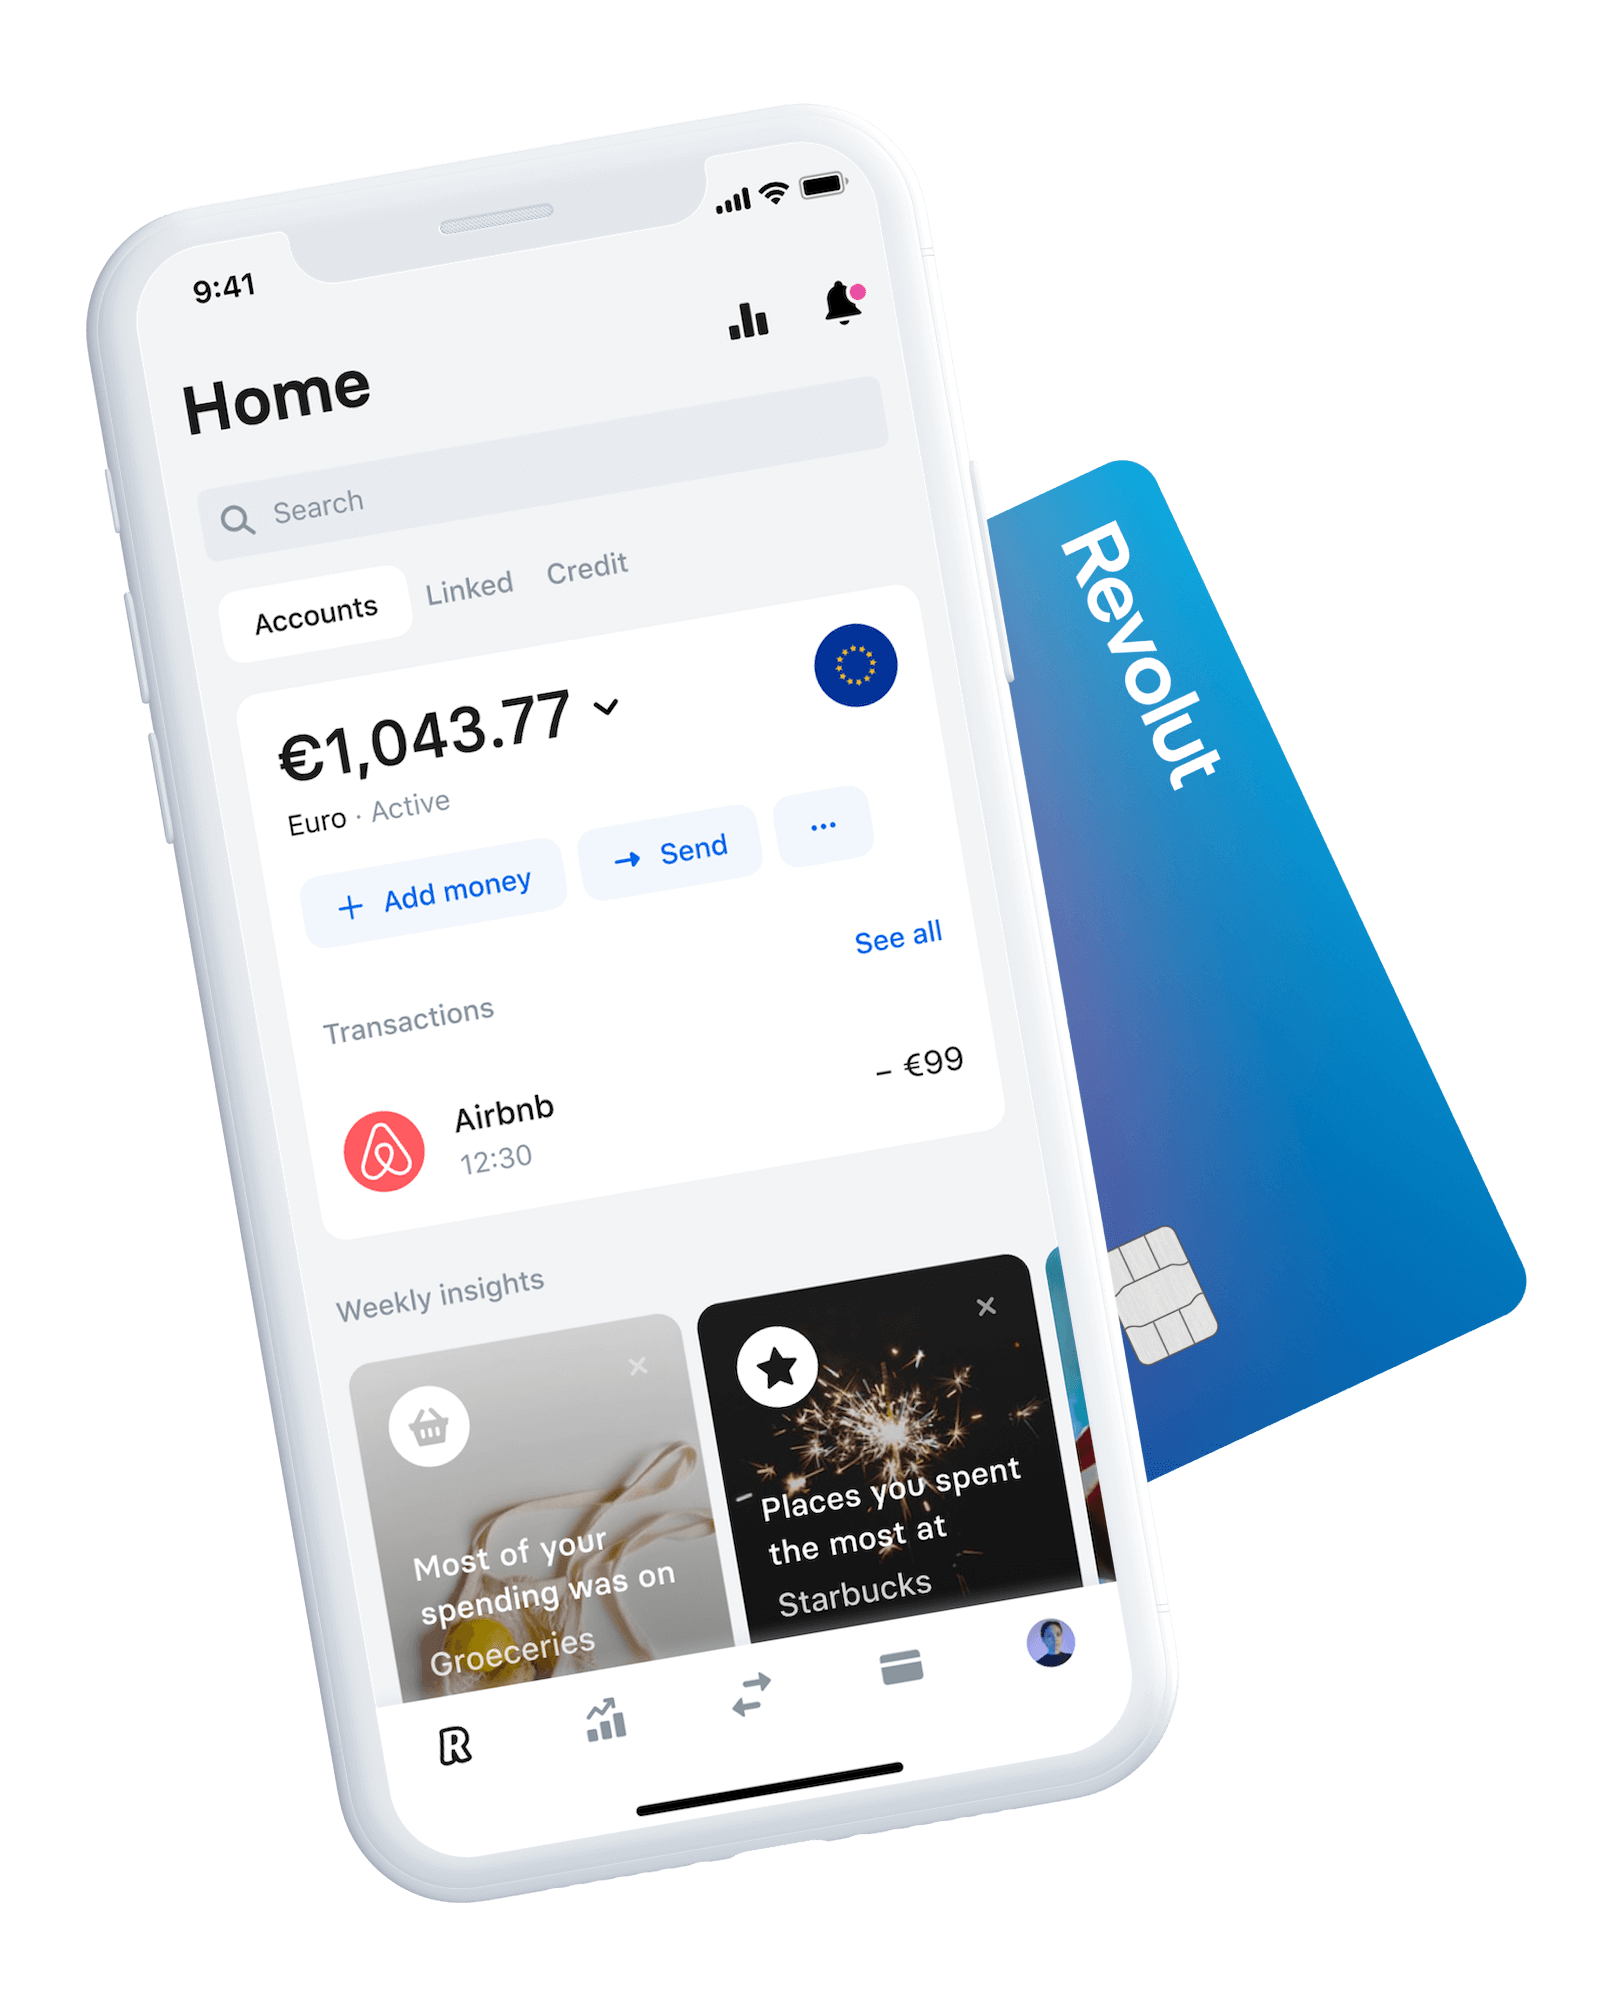 9:41
Home
Search
Accounts
Linked
Credit
€1,043.77
Euro · Active
+ Add money
→ Send
...
See all
Transactions
Airbnb
– €99
12:30
Weekly insights
Most of your
spending was on
Groeceries
Places you spent
the most at
Starbucks
R
Revolut